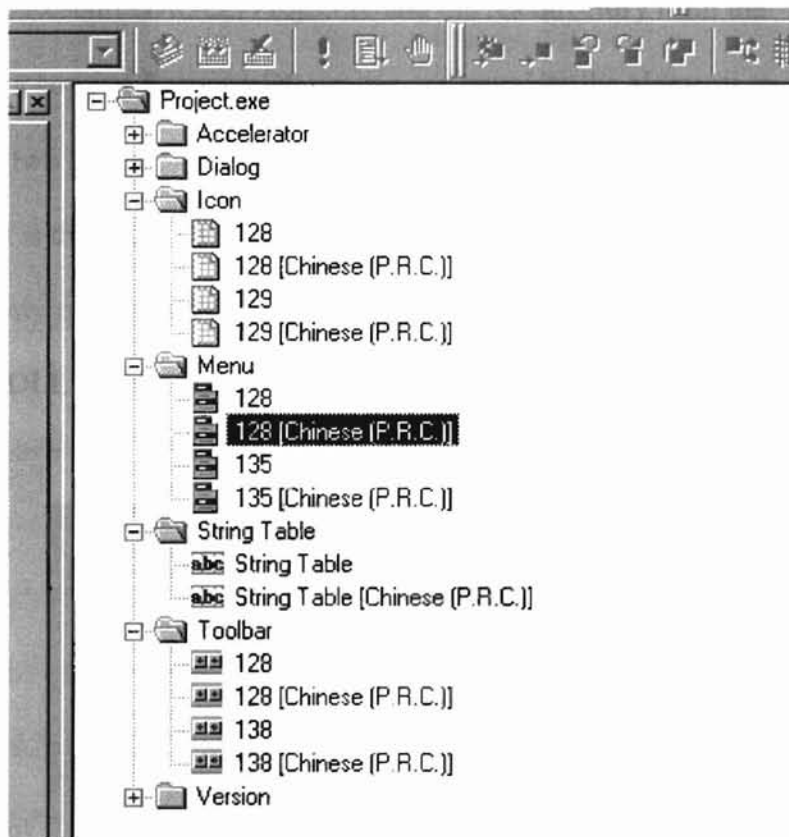 Project.exe
Accelerator
Dialog
Icon
128
128 [Chinese (P.R.C.)]
129
129 [Chinese (P.R.C.)]
Menu
128
128 [Chinese (P.R.C.)]
135
135 [Chinese (P.R.C.)]
String Table
abc String Table
abc String Table [Chinese (P.R.C.)]
Toolbar
128
128 [Chinese (P.R.C.)]
138
138 [Chinese (P.R.C.)]
Version